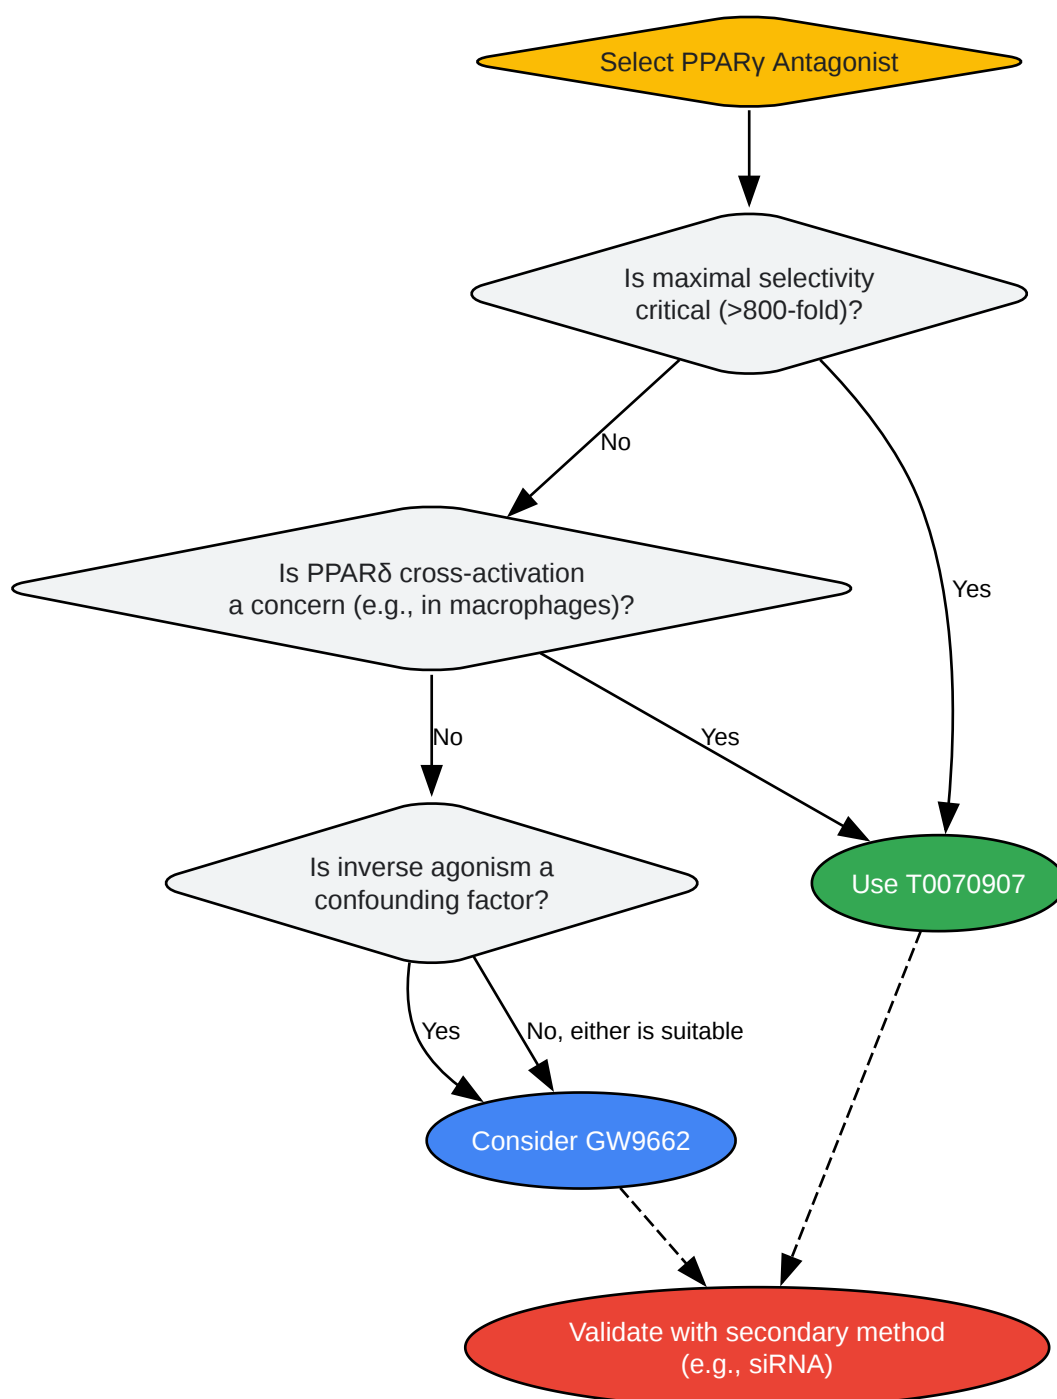 Select PPARγ Antagonist
Is maximal selectivity
critical (>800-fold)?
No
Yes
Is PPARδ cross-activation
a concern (e.g., in macrophages)?
No
Yes
Is inverse agonism a
confounding factor?
Use T0070907
Yes
No, either is suitable
Consider GW9662
Validate with secondary method
(e.g., siRNA)